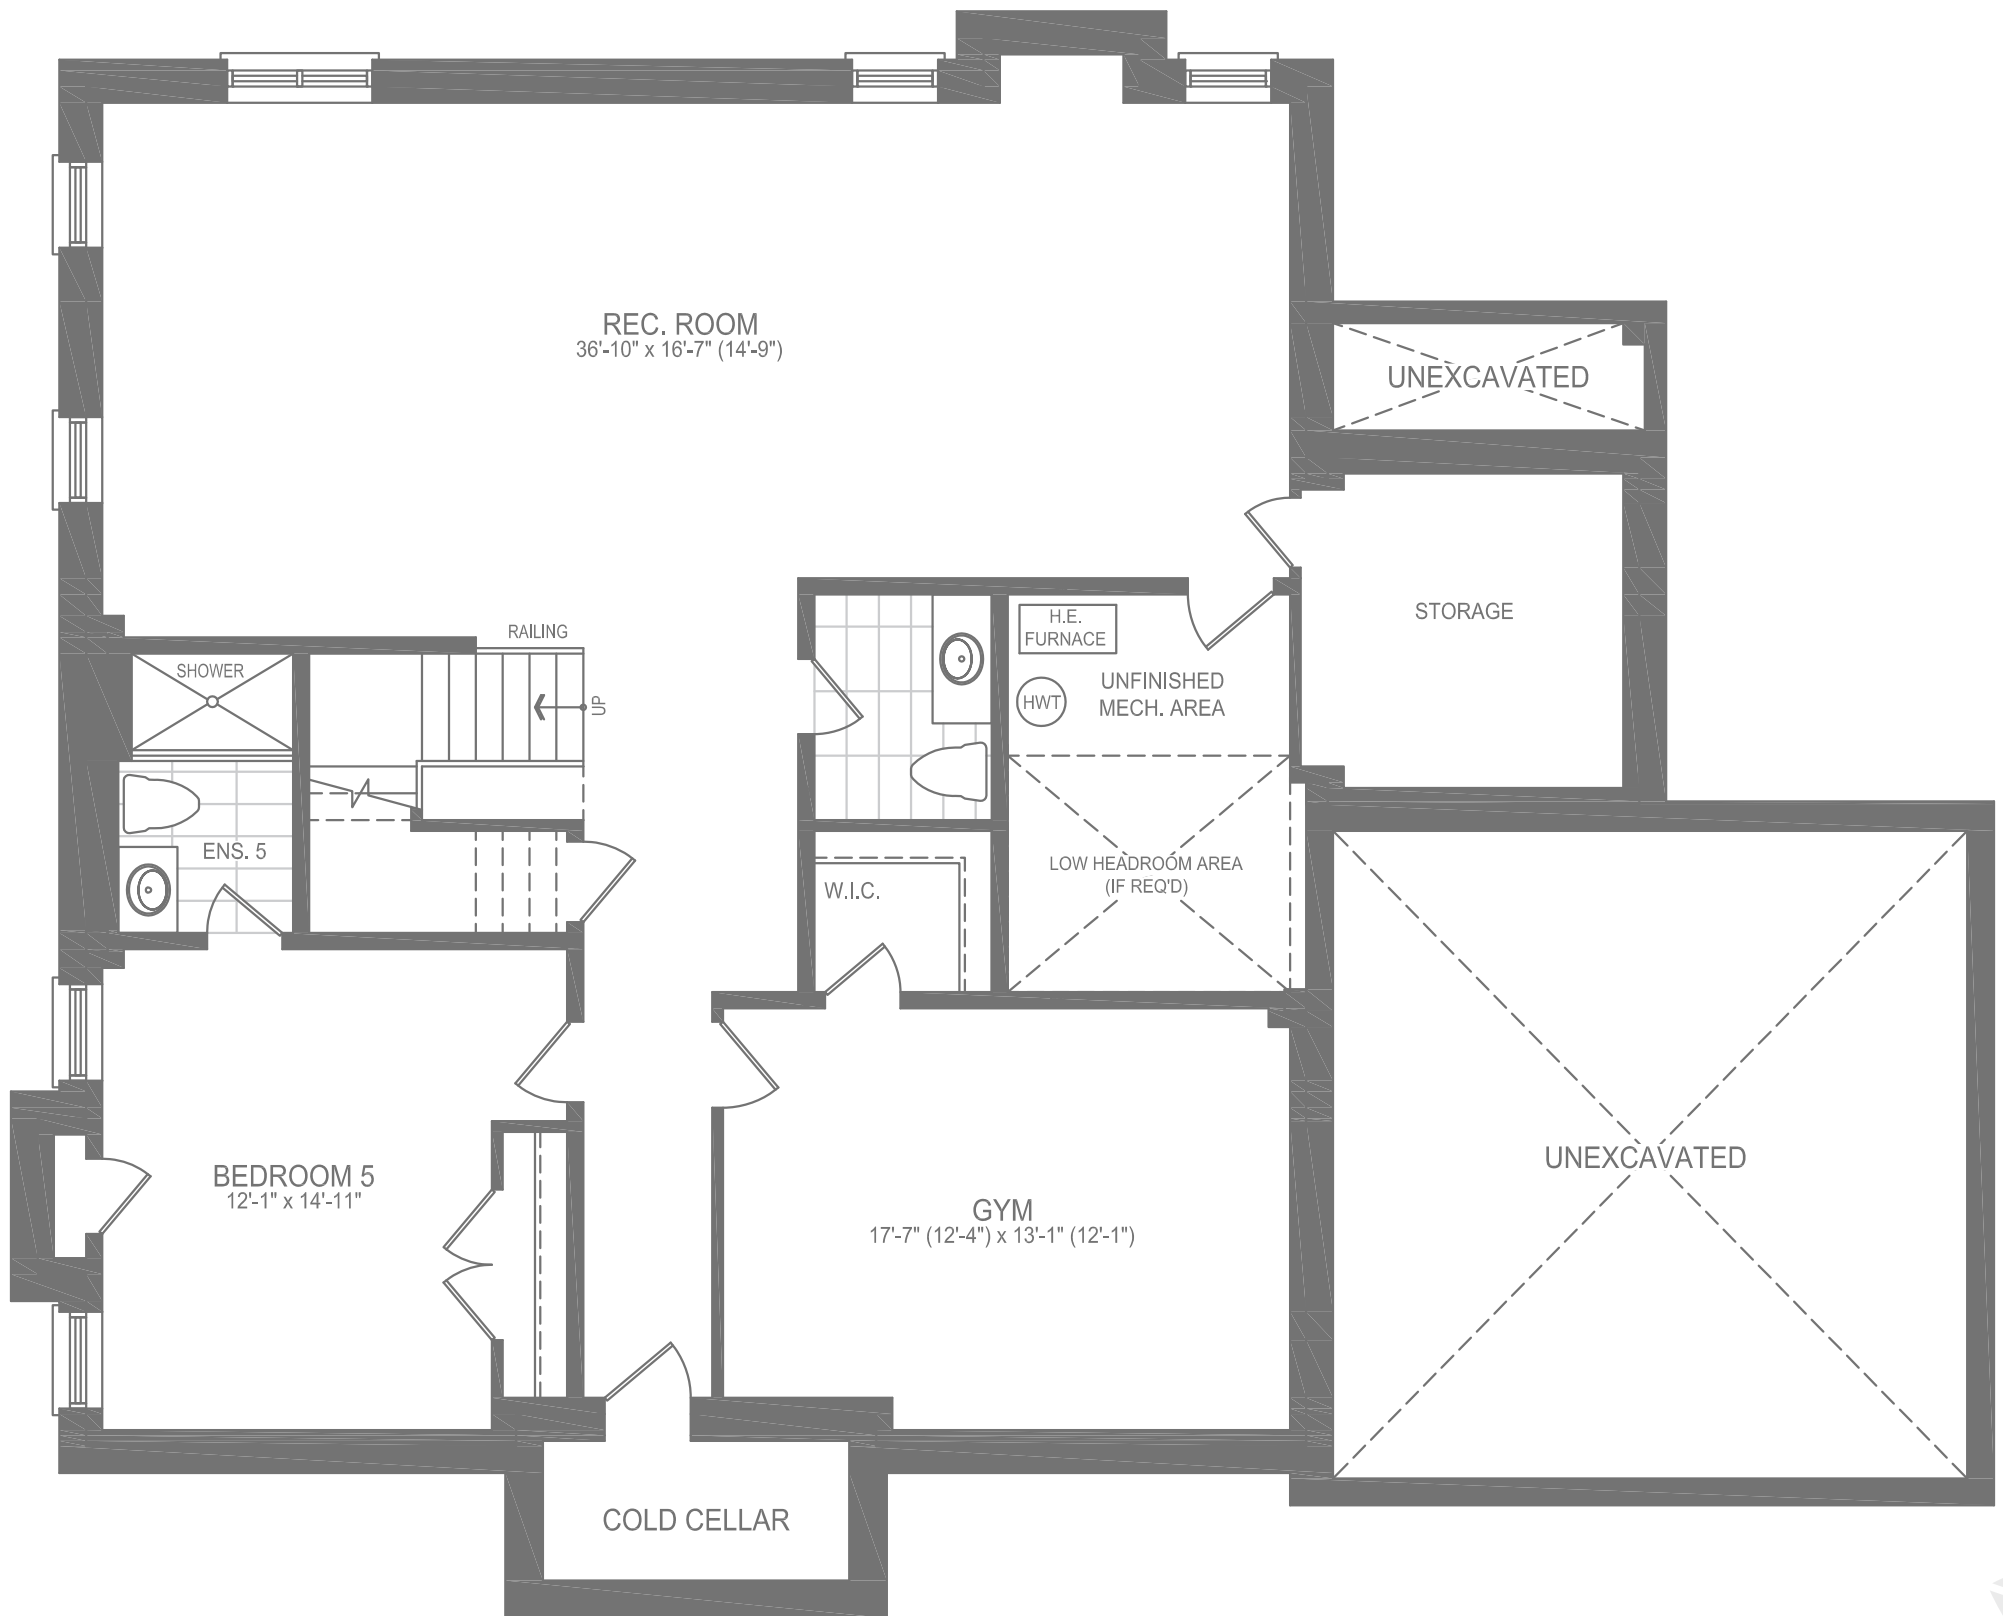 REC. ROOM
36'-10" x 16'-7" (14'-9")
UNEXCAVATED
STORAGE
RAILING
SHOWER
UP
H.E.
FURNACE
HWT
UNFINISHED
MECH. AREA
ENS. 5
W.I.C.
LOW HEADROOM AREA
(IF REQ'D)
BEDROOM 5
12'-1" x 14'-11"
GYM
17'-7" (12'-4") x 13'-1" (12'-1")
UNEXCAVATED
COLD CELLAR